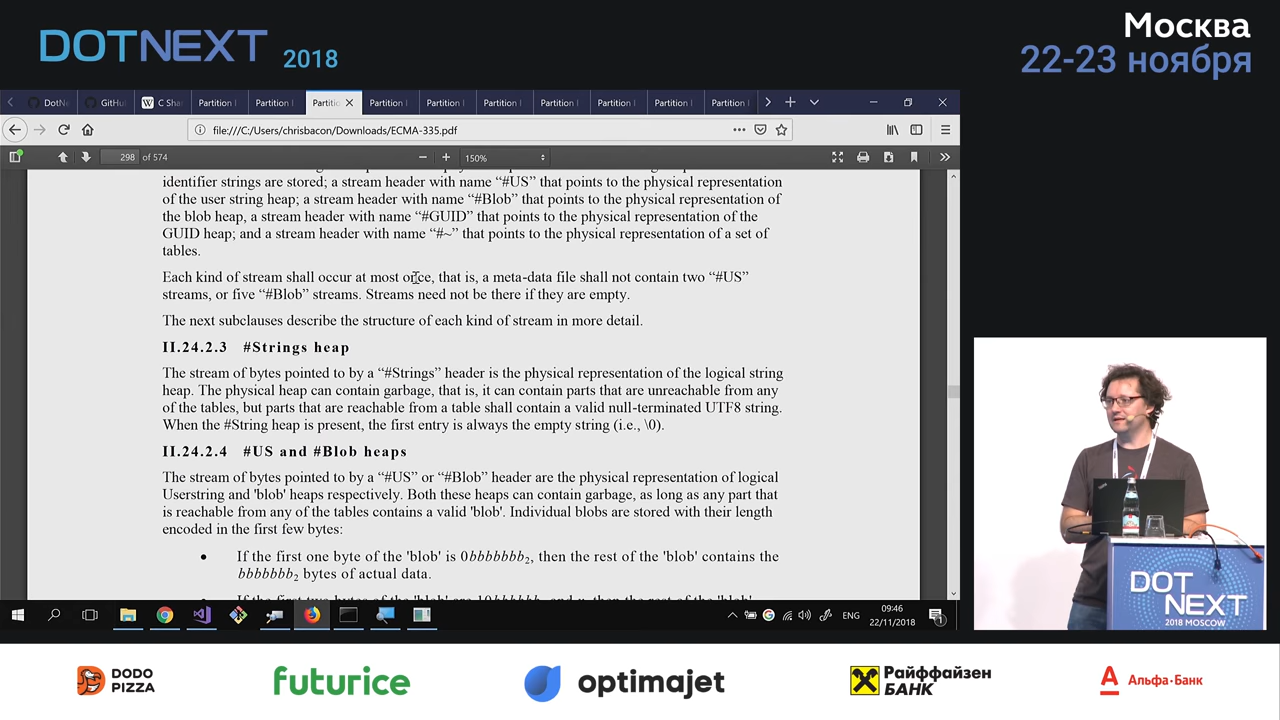 DOTNEXT 2018
Москва
22-23 ноября
DotNe
GitHu
W C Sha
Partition
Partition
Partitio
Partition
Partition
Partition
Partition
Partition
Partition
Partition
file:///C:/Users/chrisbacon/Downloads/ECMA-335.pdf
298 of 574
150%
identifier strings are stored; a stream header with name “#US” that points to the physical representation
of the user string heap; a stream header with name “#Blob” that points to the physical representation of
the blob heap, a stream header with name “#GUID” that points to the physical representation of the
GUID heap; and a stream header with name “#~” that points to the physical representation of a set of
tables.
Each kind of stream shall occur at most once, that is, a meta-data file shall not contain two “#US”
streams, or five “#Blob” streams. Streams need not be there if they are empty.
The next subclauses describe the structure of each kind of stream in more detail.
II.24.2.3 #Strings heap
The stream of bytes pointed to by a “#Strings” header is the physical representation of the logical string
heap. The physical heap can contain garbage, that is, it can contain parts that are unreachable from any
of the tables, but parts that are reachable from a table shall contain a valid null-terminated UTF8 string.
When the #String heap is present, the first entry is always the empty string (i.e., \0).
II.24.2.4 #US and #Blob heaps
The stream of bytes pointed to by a “#US” or “#Blob” header are the physical representation of logical
Userstring and 'blob' heaps respectively. Both these heaps can contain garbage, as long as any part that
is reachable from any of the tables contains a valid 'blob'. Individual blobs are stored with their length
encoded in the first few bytes:
• If the first one byte of the 'blob' is 0bbbbbbb2, then the rest of the 'blob' contains the
bbbbbbb2 bytes of actual data.
ENG
09:46
22/11/2018
DOT
NEXT
2018 MOSCOW
DODO
PIZZA
futurice
optimajet
Райффайзен
БАНК
А Альфа·Банк